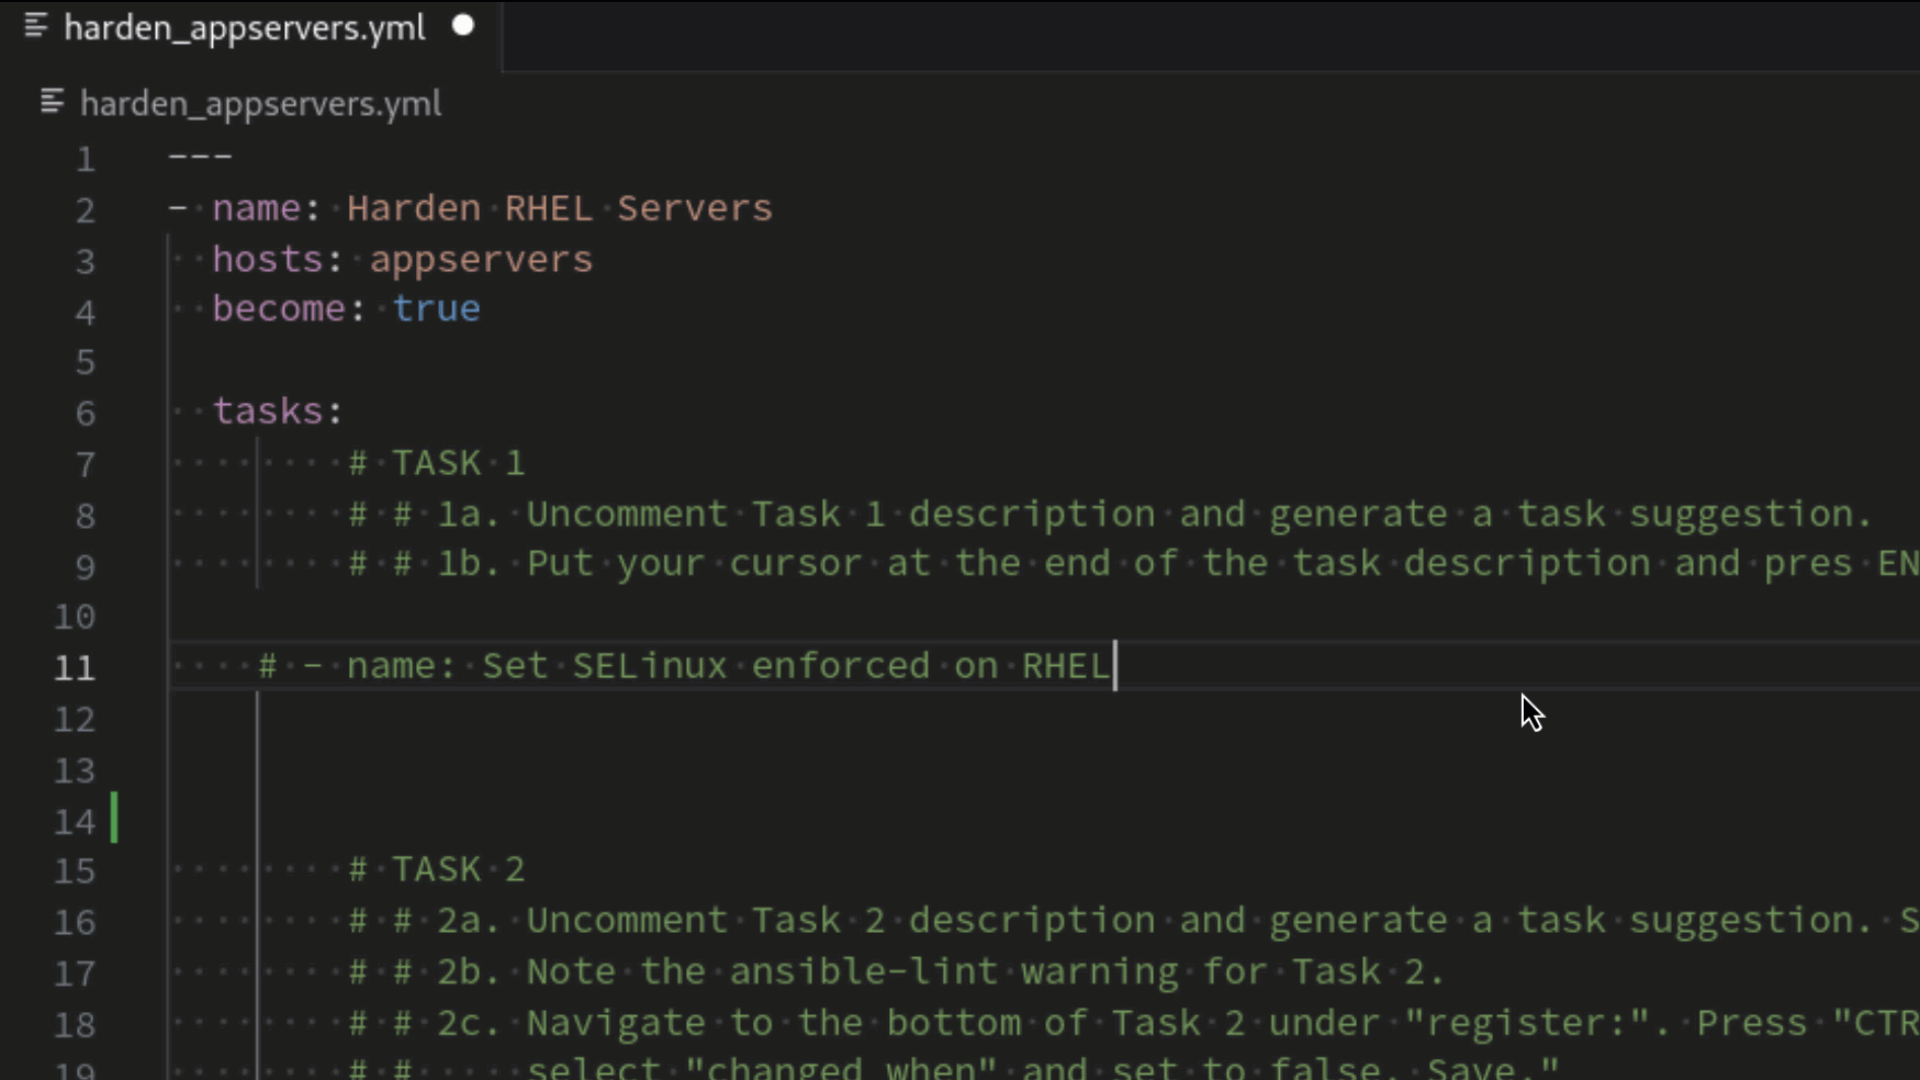 harden_appservers.yml
harden_appservers.yml
1 ---
2 - name: Harden RHEL Servers
3 hosts: appservers
4 become: true
5
6 tasks:
7 # TASK 1
8 # # 1a. Uncomment Task 1 description and generate a task suggestion.
9 # # 1b. Put your cursor at the end of the task description and pres EN
10
11 # - name: Set SELinux enforced on RHEL
12
13
14
15 # TASK 2
16 # # 2a. Uncomment Task 2 description and generate a task suggestion. S
17 # # 2b. Note the ansible-lint warning for Task 2.
18 # # 2c. Navigate to the bottom of Task 2 under "register:". Press "CTR
19 # # select "changed when" and set to false. Save."